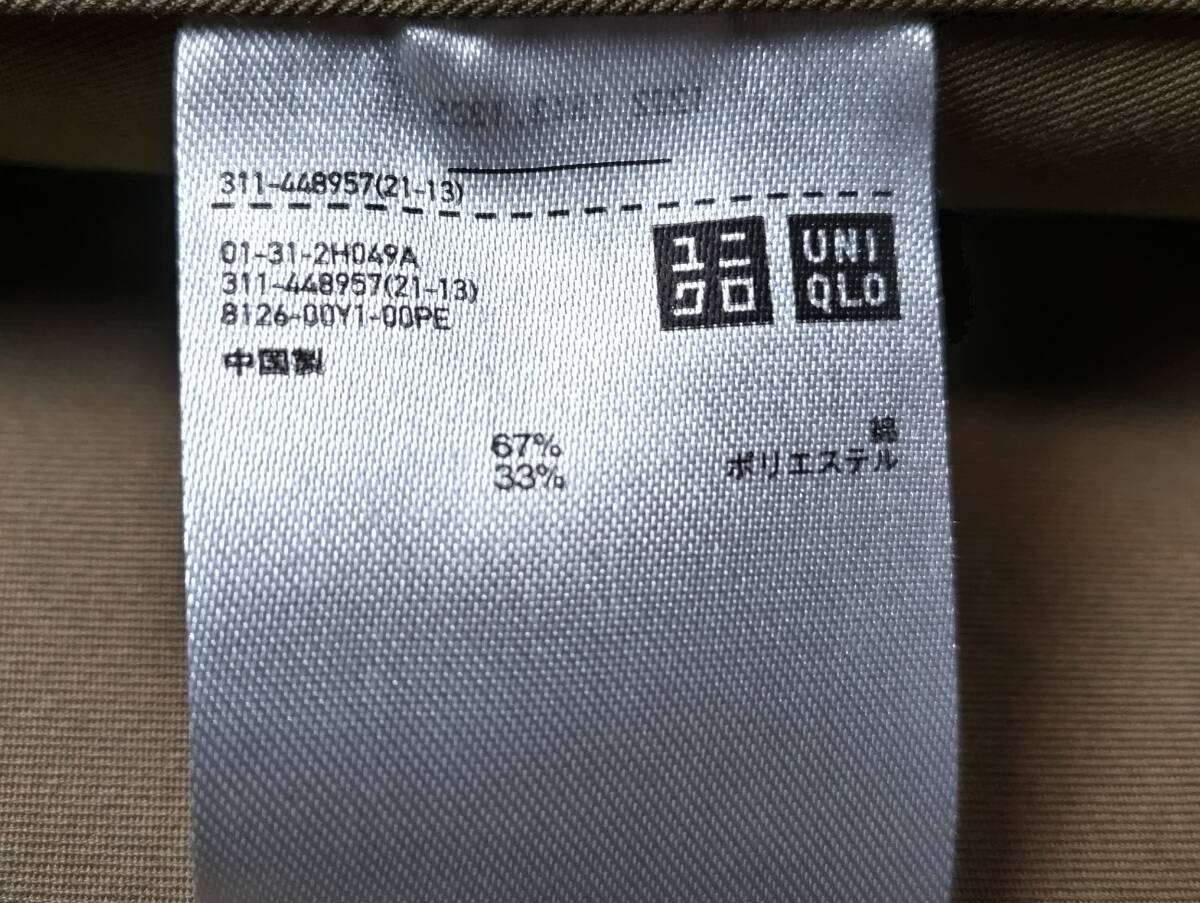 311-448957(21-13)
01-31-2H049A
311-448957(21-13)
8126-00Y1-00PE
中国製
ユニ
クロ
UNI
QLO
67% 綿
33% ポリエステル